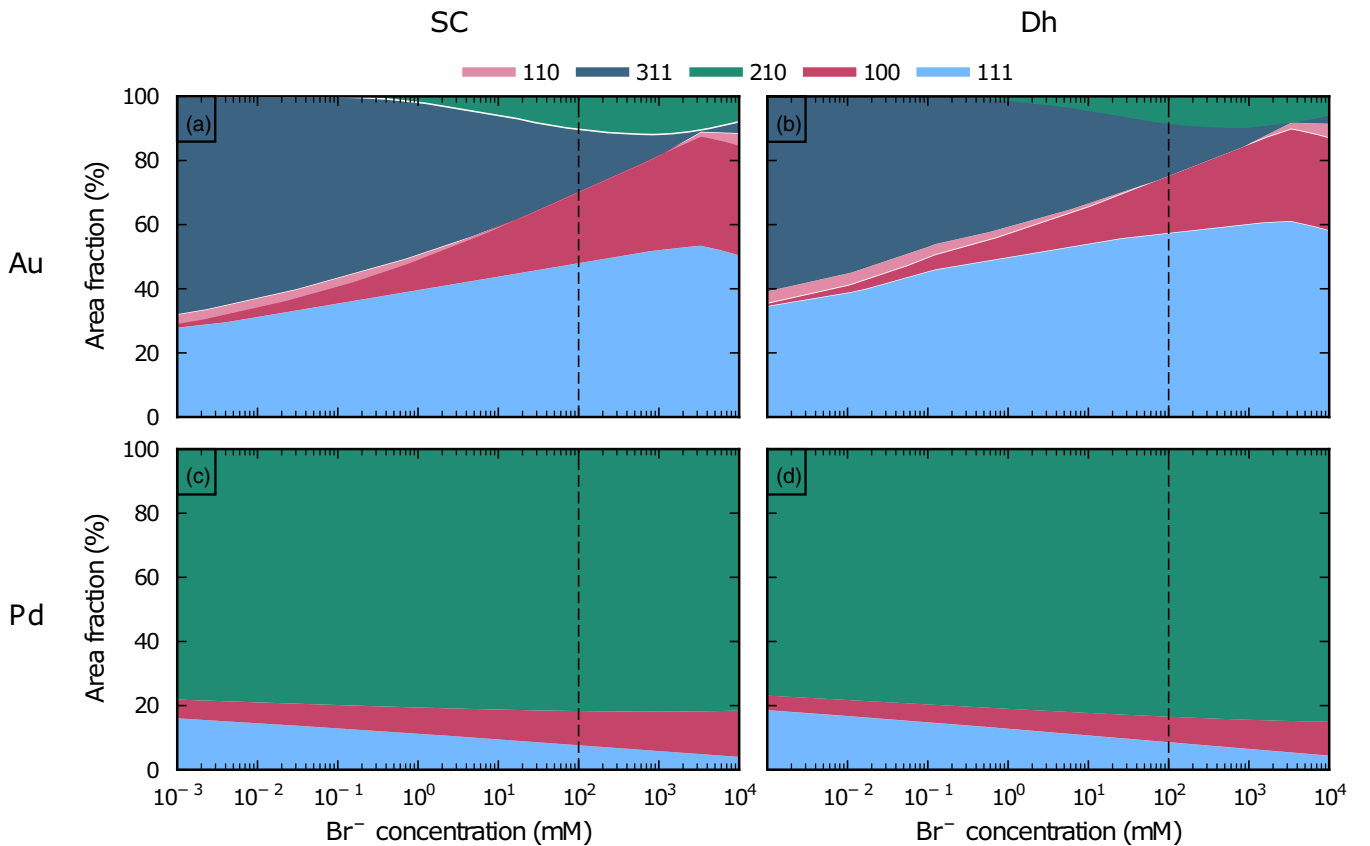 SC Dh
110 311 210 100 111
(a) (b)
Au
Area fraction (%)
100
80
60
40
20
0
(c) (d)
Pd
Area fraction (%)
100
80
60
40
20
0
10⁻³ 10⁻² 10⁻¹ 10⁰ 10¹ 10² 10³ 10⁴
10⁻² 10⁻¹ 10⁰ 10¹ 10² 10³ 10⁴
Br⁻ concentration (mM) Br⁻ concentration (mM)